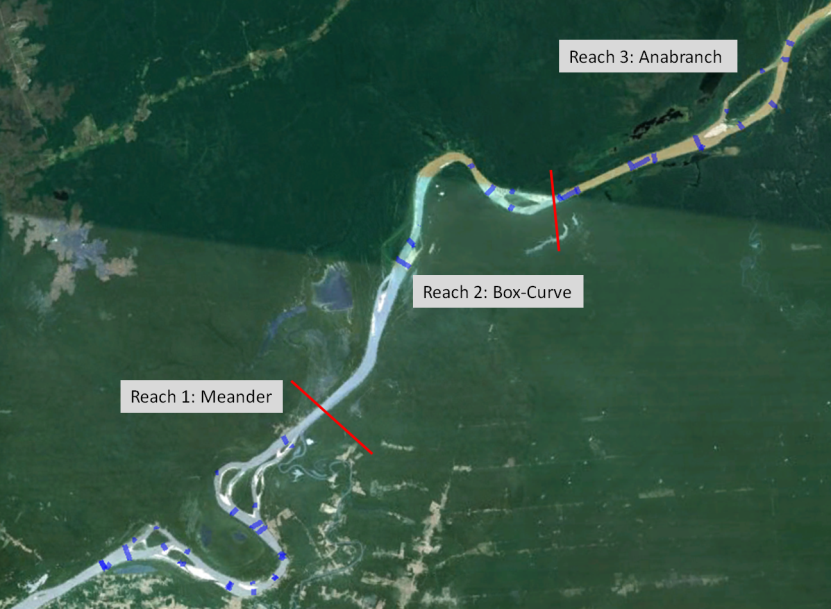 Reach 3: Anabranch
Reach 2: Box-Curve
Reach 1: Meander